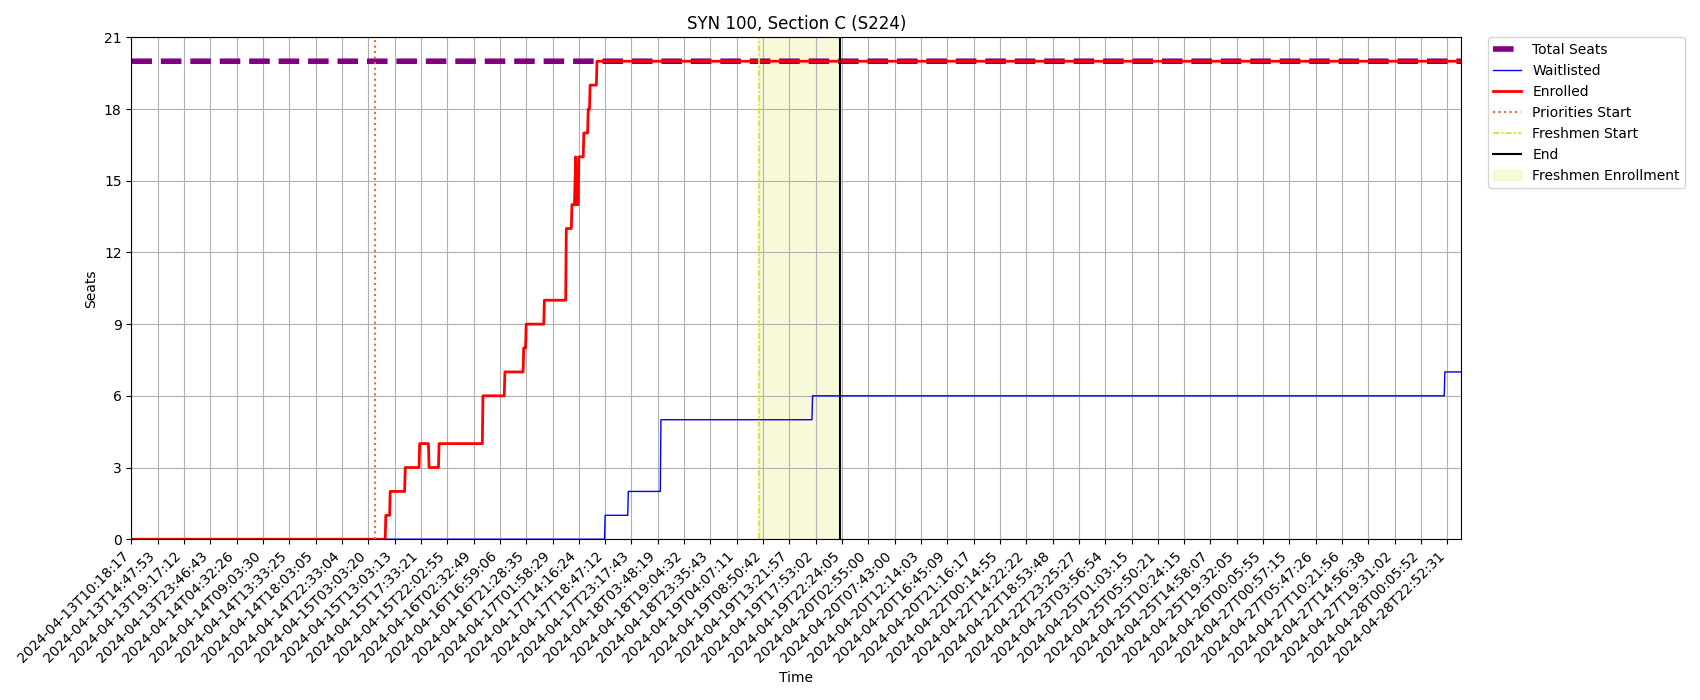 SYN 100, Section C (S224)
21
18
15
12
9
6
3
0
Seats
Total Seats
Waitlisted
Enrolled
Priorities Start
Freshmen Start
End
Freshmen Enrollment
2024-04-13T10:18:17
2024-04-13T14:47:53
2024-04-13T19:17:12
2024-04-13T23:46:43
2024-04-14T04:32:26
2024-04-14T09:03:30
2024-04-14T13:33:25
2024-04-14T18:03:05
2024-04-14T22:33:04
2024-04-15T03:03:20
2024-04-15T13:03:13
2024-04-15T17:33:21
2024-04-15T22:02:55
2024-04-16T02:32:49
2024-04-16T16:59:06
2024-04-16T21:28:35
2024-04-17T01:58:29
2024-04-17T14:16:24
2024-04-17T18:47:12
2024-04-17T23:17:43
2024-04-18T03:48:19
2024-04-18T19:04:32
2024-04-18T23:35:43
2024-04-19T04:07:11
2024-04-19T08:50:42
2024-04-19T13:21:57
2024-04-19T17:53:02
2024-04-19T22:24:05
2024-04-20T02:55:00
2024-04-20T07:43:00
2024-04-20T12:14:03
2024-04-20T16:45:09
2024-04-20T21:16:17
2024-04-22T00:14:55
2024-04-22T14:22:22
2024-04-22T18:53:48
2024-04-22T23:25:27
2024-04-23T03:56:54
2024-04-25T01:03:15
2024-04-25T05:50:21
2024-04-25T10:24:15
2024-04-25T14:58:07
2024-04-25T19:32:05
2024-04-26T00:05:55
2024-04-27T00:57:15
2024-04-27T05:47:26
2024-04-27T10:21:56
2024-04-27T14:56:38
2024-04-27T19:31:02
2024-04-28T00:05:52
2024-04-28T22:52:31
Time